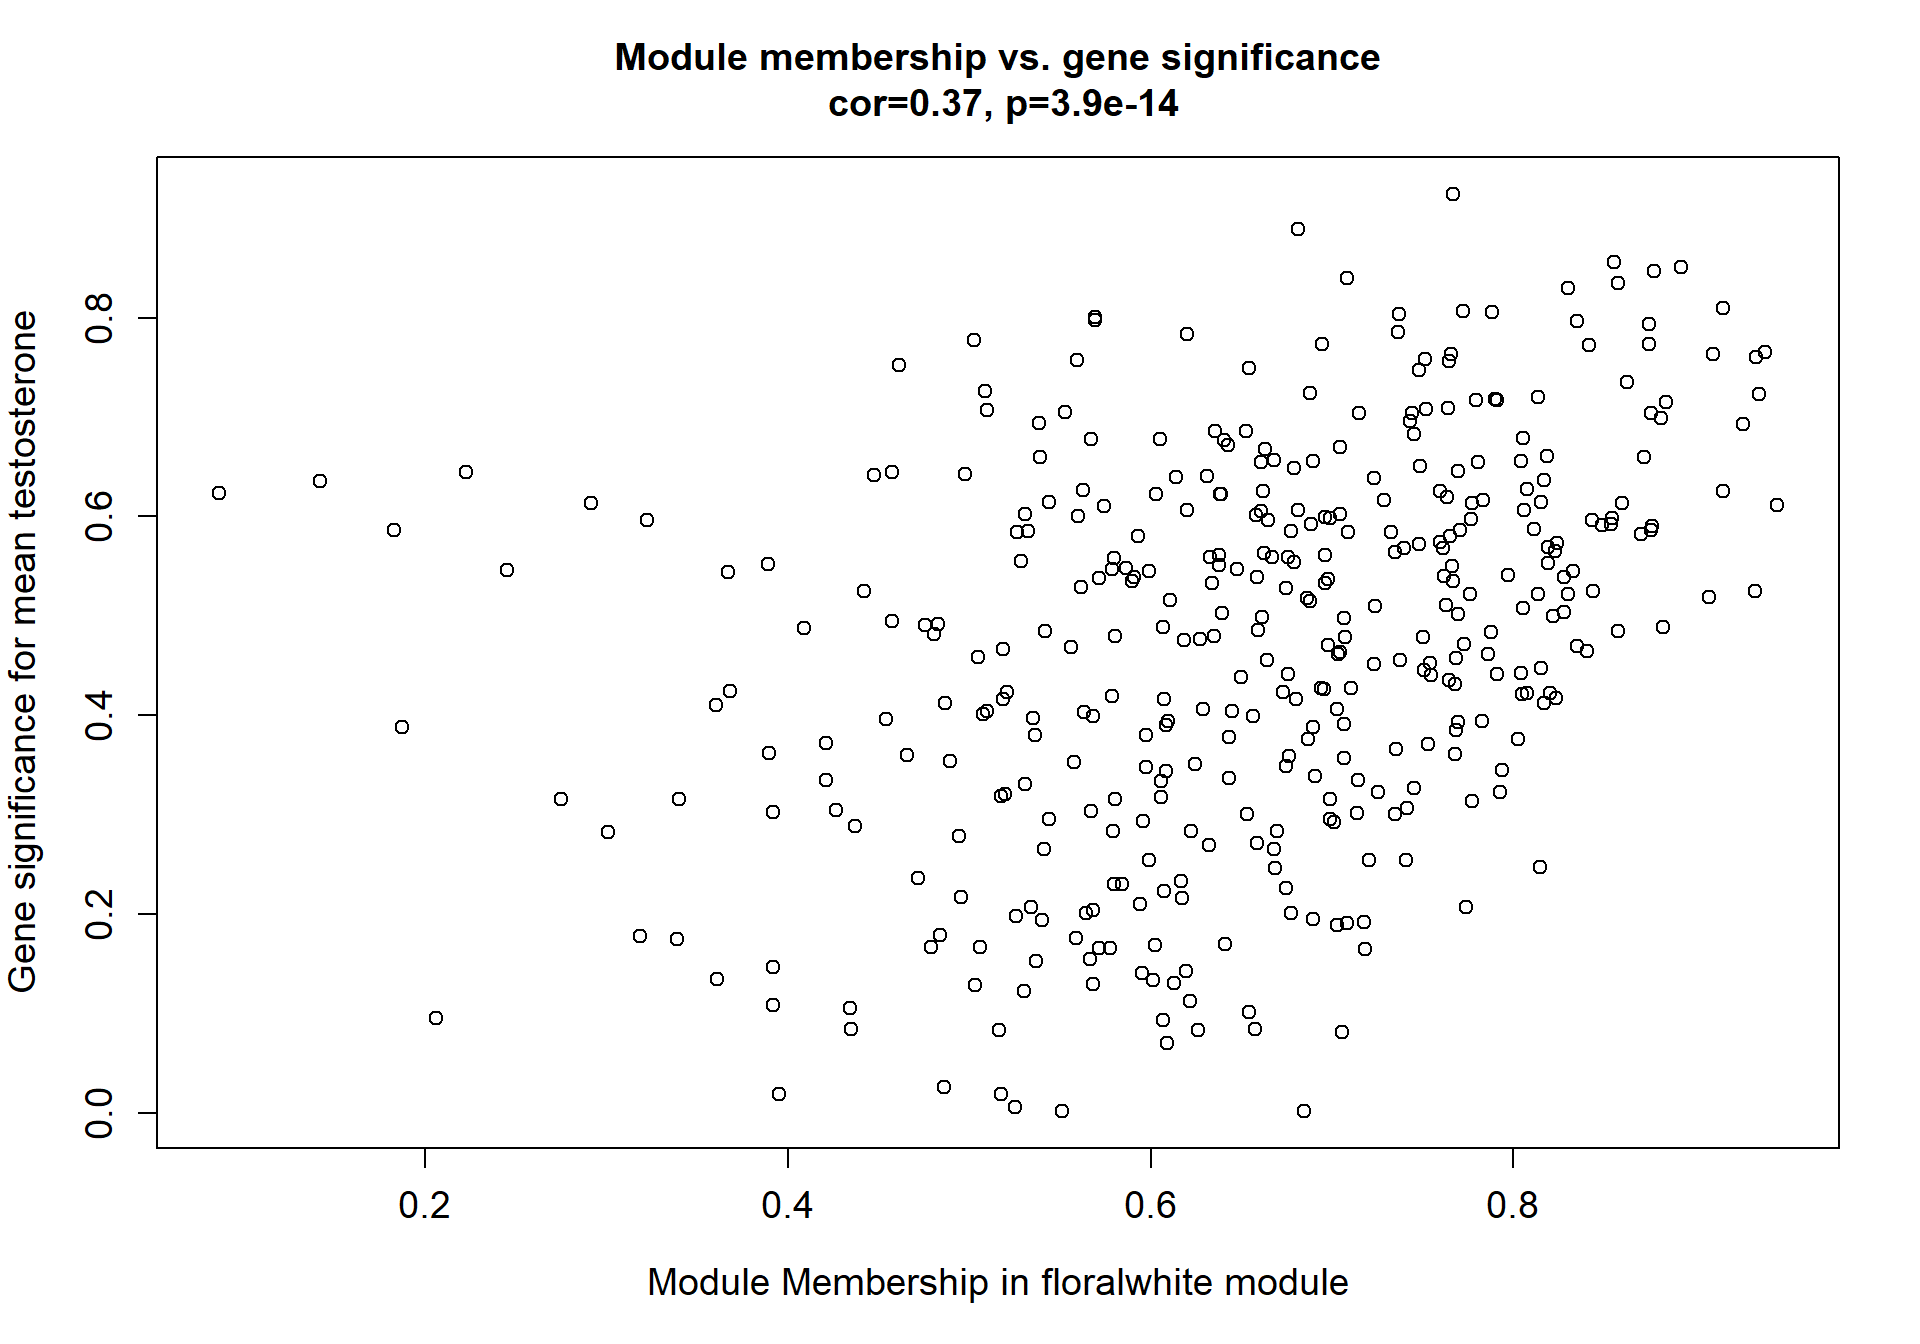 Module membership vs. gene significance
cor=0.37, p=3.9e-14
Gene significance for mean testosterone
0.8
0.6
0.4
0.2
0.0
0.2 0.4 0.6 0.8
Module Membership in floralwhite module